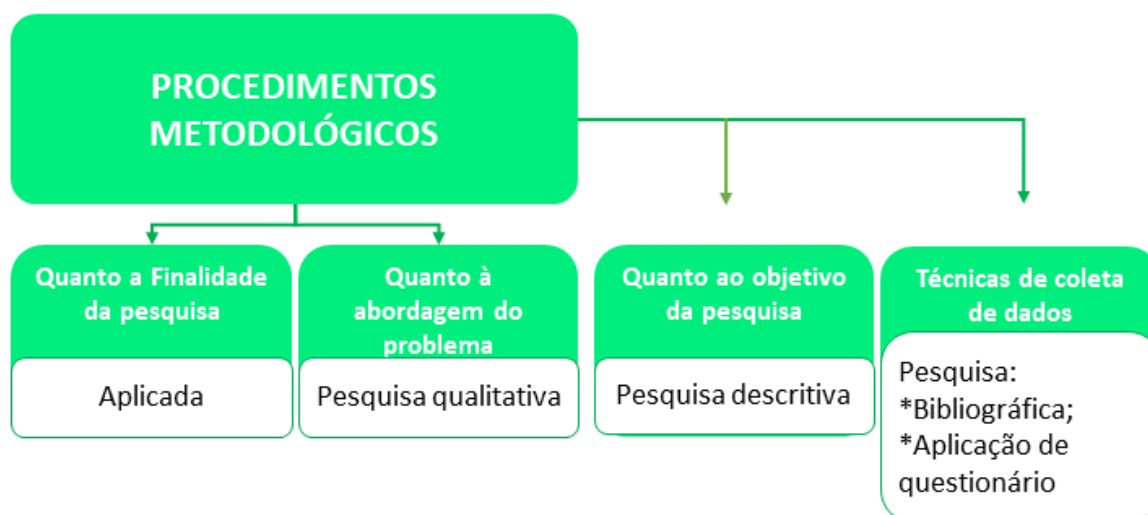 PROCEDIMENTOS
METODOLÓGICOS
Quanto a Finalidade
da pesquisa
Aplicada
Quanto à
abordagem do
problema
Pesquisa qualitativa
Quanto ao objetivo
da pesquisa
Pesquisa descritiva
Técnicas de coleta
de dados
Pesquisa:
*Bibliográfica;
*Aplicação de
questionário